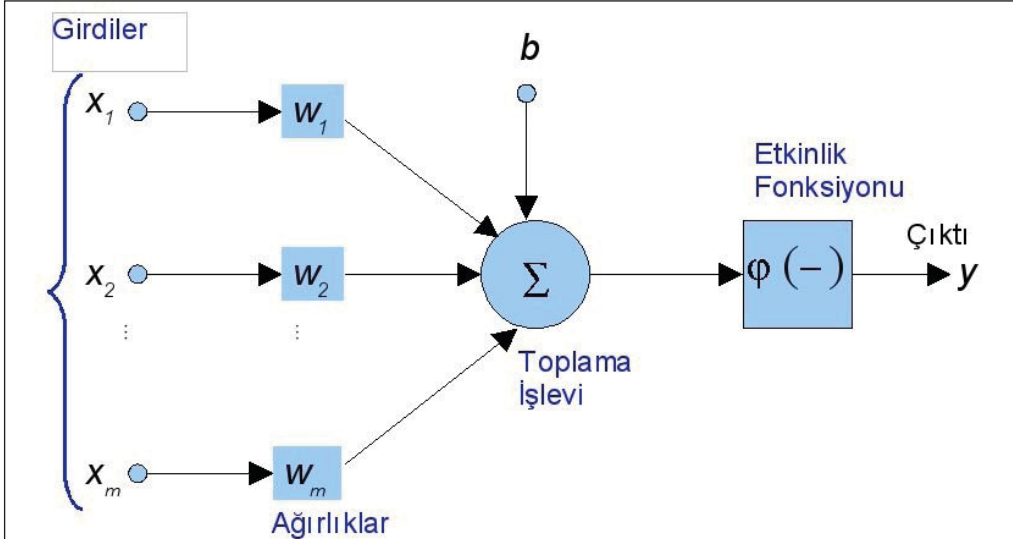 Girdiler
b
x1
w1
Etkinlik
Fonksiyonu
Çıktı
x2
w2
Σ
φ (−)
y
⋮
⋮
Toplama
İşlevi
xm
wm
Ağırlıklar